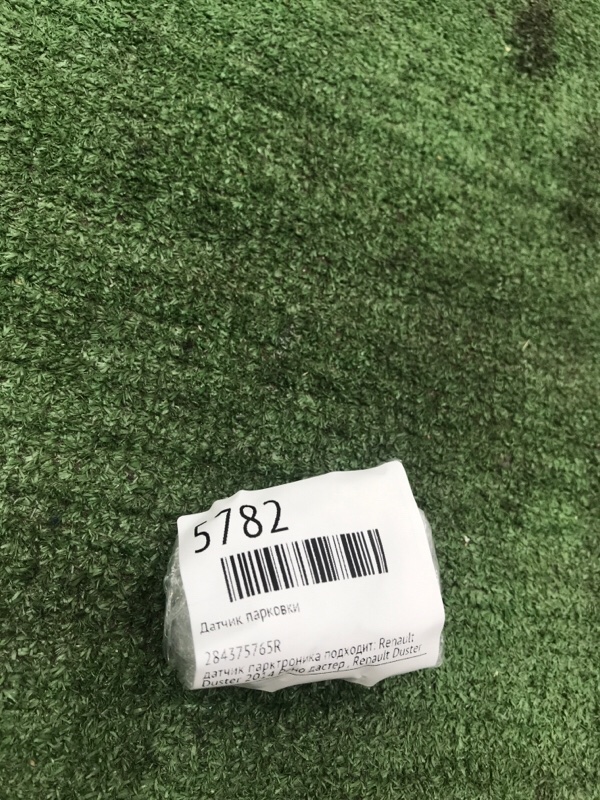 5782
Датчик парковки
284375765R
датчик парктроника подходит: Renault
Duster 2014 рено дастер , Renault Duster